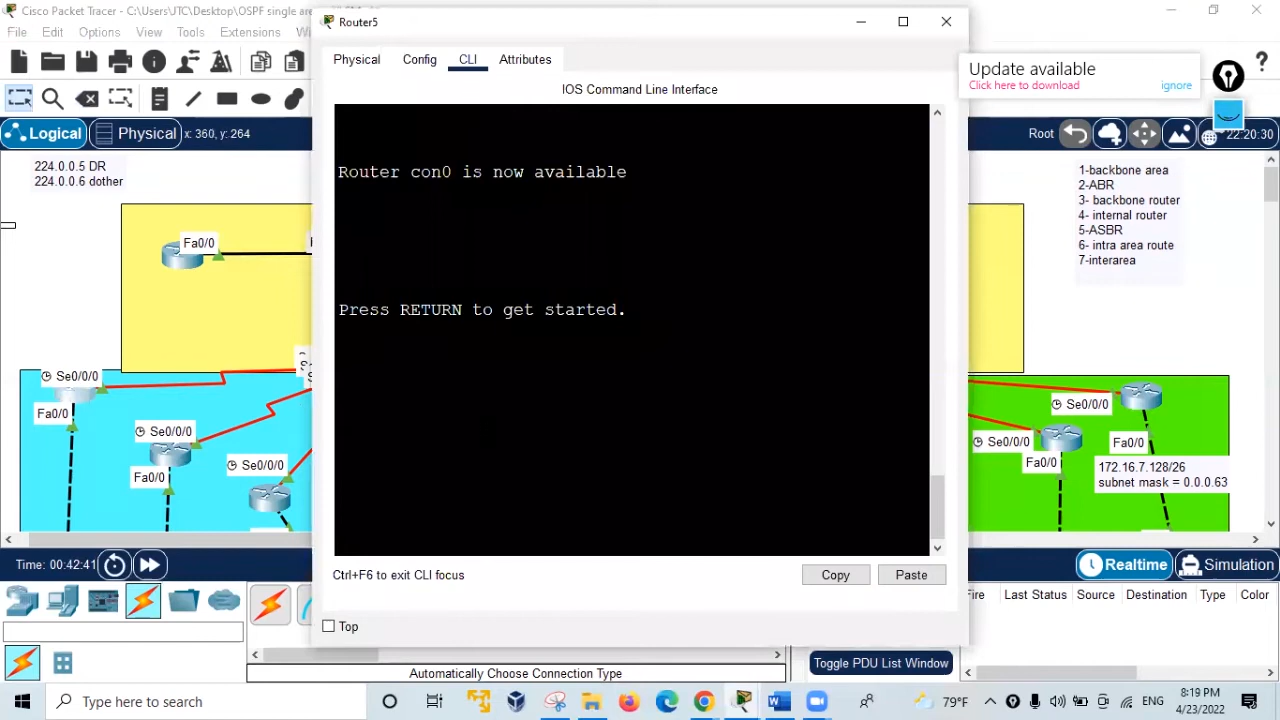 Cisco Packet Tracer - C:\Users\JTC\Desktop\OSPF single ar
File Edit Options View Tools Extensions Wi
Router5
Physical Config CLI Attributes
IOS Command Line Interface
Update available
Click here to download
ignore
Logical
Physical
x: 360, y: 264
Root
22:20:30
224.0.0.5 DR
224.0.0.6 dother
Router con0 is now available
Press RETURN to get started.
1-backbone area
2-ABR
3- backbone router
4- internal router
5-ASBR
6- intra area route
7-interarea
Fa0/0
Se0/0/0
Fa0/0
Se0/0/0
Fa0/0
Se0/0/0
Se0/0/0
Fa0/0
Se0/0/0
Fa0/0
172.16.7.128/26
subnet mask = 0.0.0.63
Time: 00:42:41
Realtime
Simulation
Ctrl+F6 to exit CLI focus
Copy
Paste
Fire Last Status Source Destination Type Color
Top
Toggle PDU List Window
Automatically Choose Connection Type
Type here to search
79°F
ENG
8:19 PM
4/23/2022